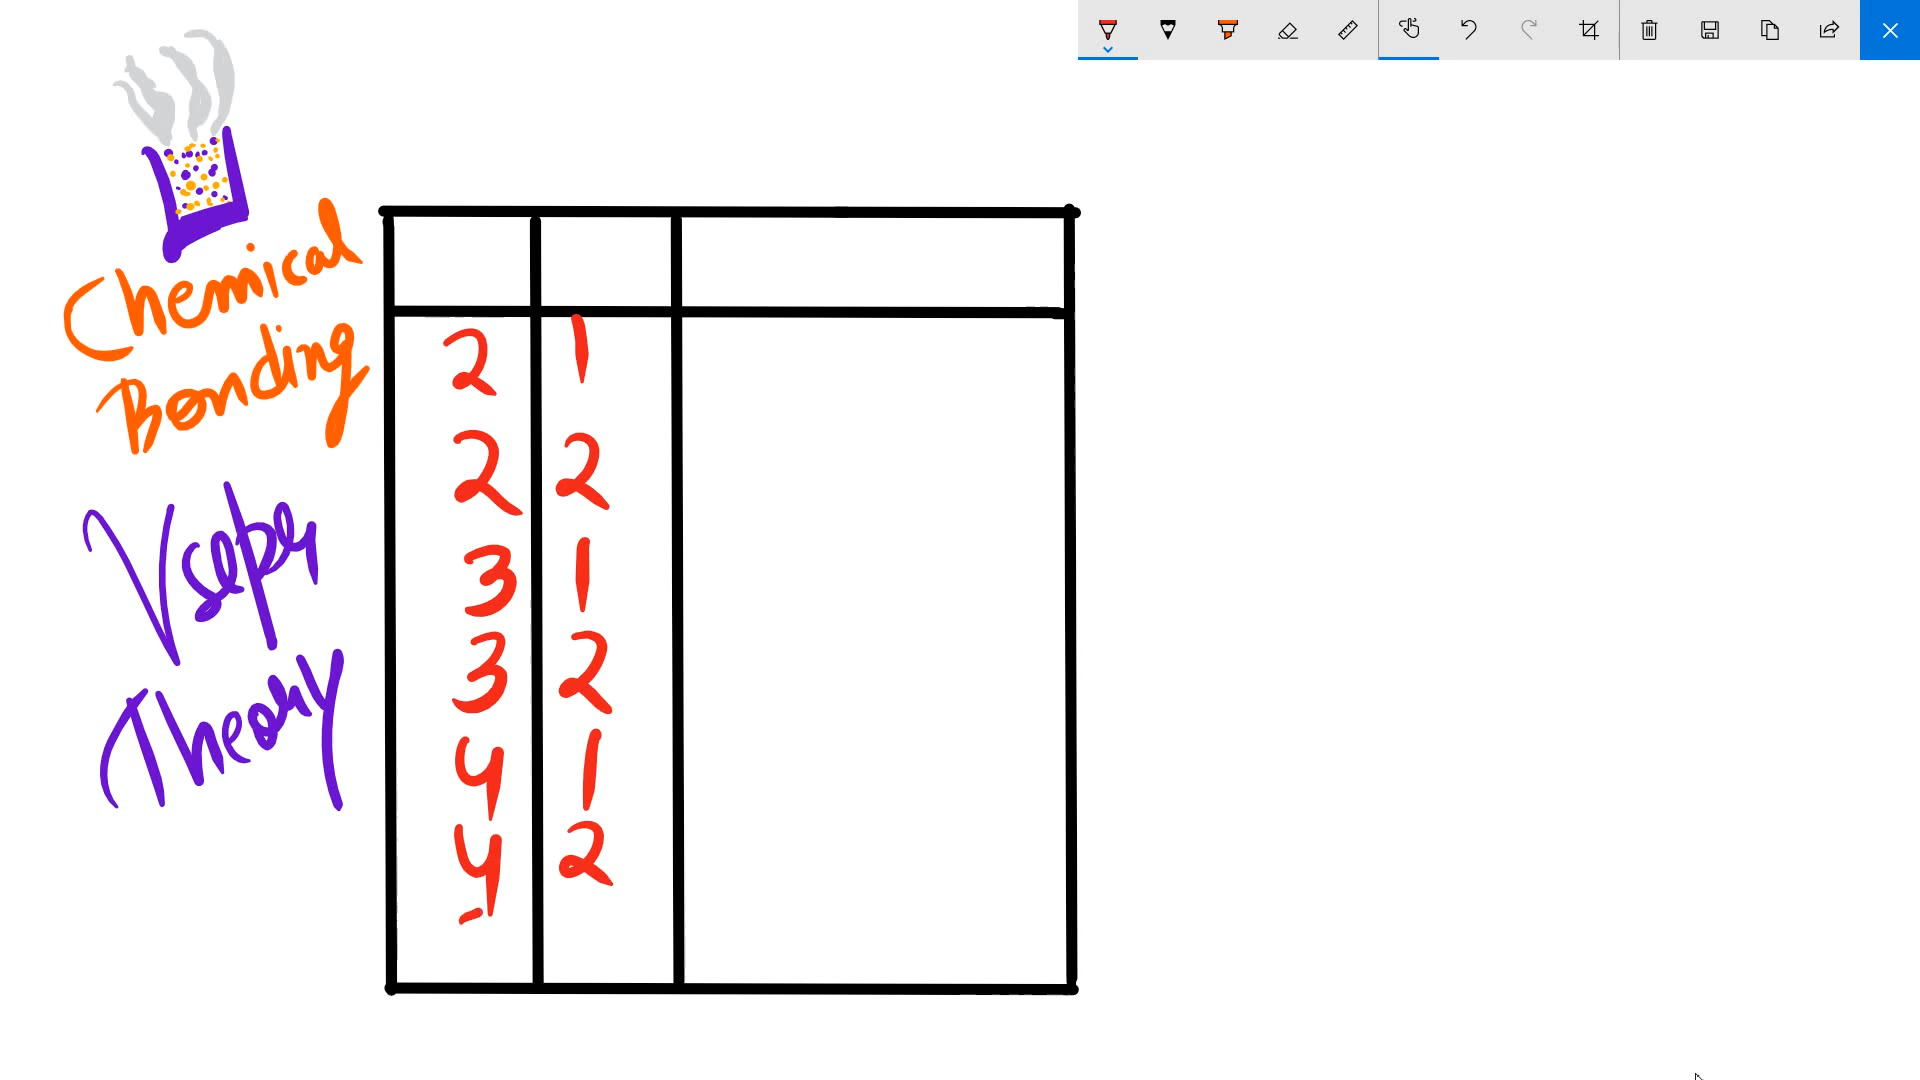 Chemical
Bonding
Vsepr
Theory
2 1
2 2
3 1
3 2
4 1
4 2